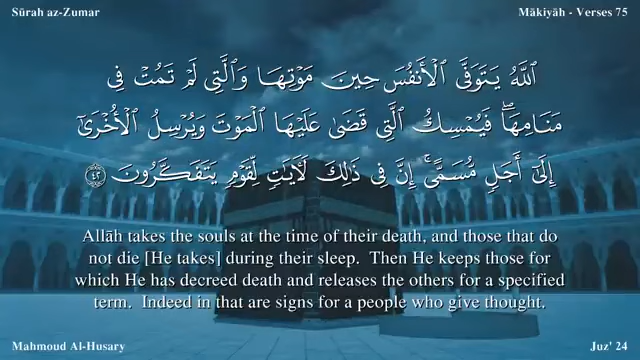 Sūrah az-Zumar
Mākiyāh - Verses 75
ٱللَّهُ يَتَوَفَّى ٱلْأَنفُسَ حِينَ مَوْتِهَا وَٱلَّتِى لَمْ تَمُتْ فِى
مَنَامِهَا ۖ فَيُمْسِكُ ٱلَّتِى قَضَىٰ عَلَيْهَا ٱلْمَوْتَ وَيُرْسِلُ ٱلْأُخْرَىٰٓ
إِلَىٰٓ أَجَلٍ مُّسَمًّى ۚ إِنَّ فِى ذَٰلِكَ لَـَٔايَـٰتٍ لِّقَوْمٍ يَتَفَكَّرُونَ ٤٢
Allāh takes the souls at the time of their death, and those that do
not die [He takes] during their sleep. Then He keeps those for
which He has decreed death and releases the others for a specified
term. Indeed in that are signs for a people who give thought.
Mahmoud Al-Husary
Juz' 24